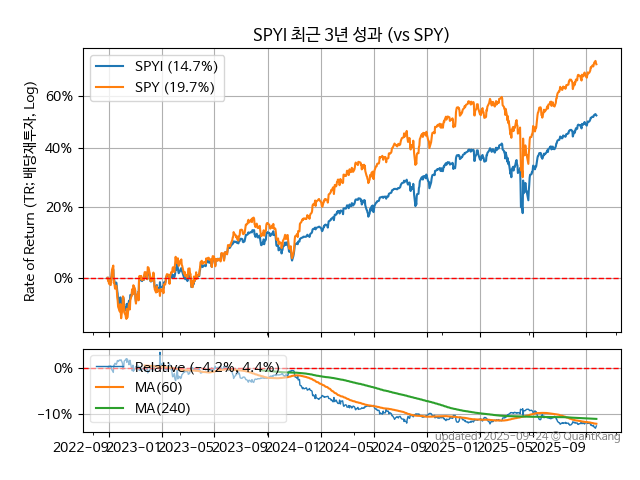 SPYI 최근 3년 성과 (vs SPY)
SPYI (14.7%)
SPY (19.7%)
60%
40%
20%
0%
Rate of Return (TR: 배당재투자, Log)
Relative (−4.2%, 4.4%)
MA(60)
MA(240)
0%
−10%
updated: 2025-09-24 © QuantKang
2022-09 2023-01 2023-05 2023-09 2024-01 2024-05 2024-09 2025-01 2025-05 2025-09